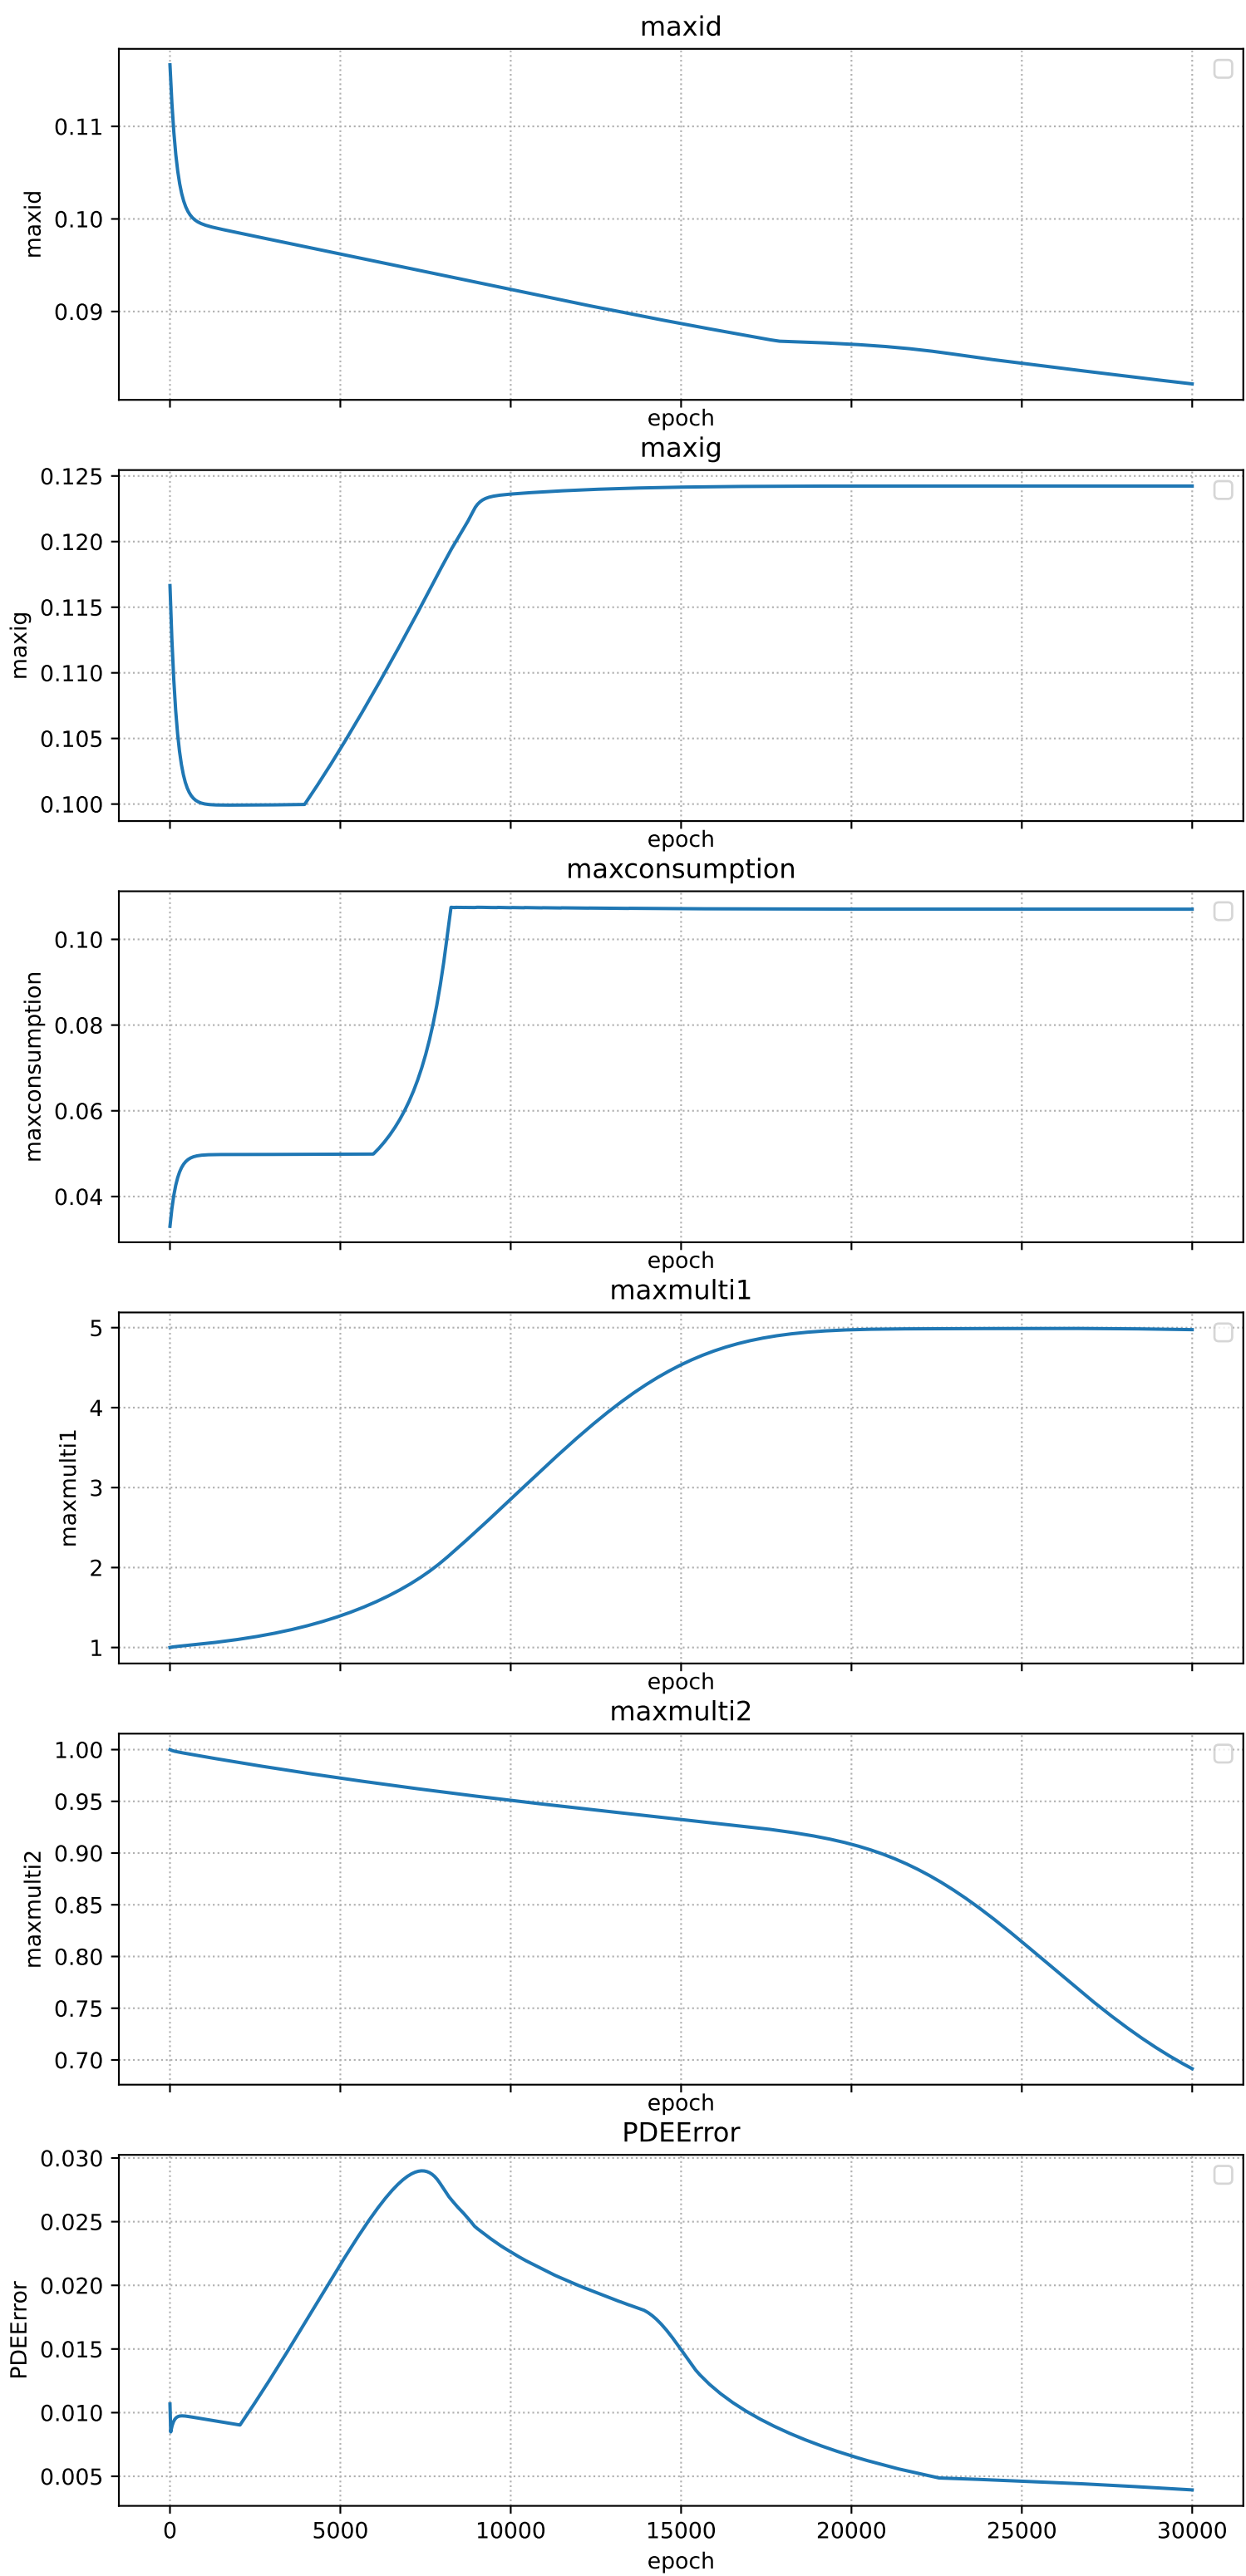 maxid
0.11
0.10
0.09
maxid
epoch
maxig
0.125
0.120
0.115
0.110
0.105
0.100
maxig
epoch
maxconsumption
0.10
0.08
0.06
0.04
maxconsumption
epoch
maxmulti1
5
4
3
2
1
maxmulti1
epoch
maxmulti2
1.00
0.95
0.90
0.85
0.80
0.75
0.70
maxmulti2
epoch
PDEError
0.030
0.025
0.020
0.015
0.010
0.005
PDEError
0 5000 10000 15000 20000 25000 30000
epoch